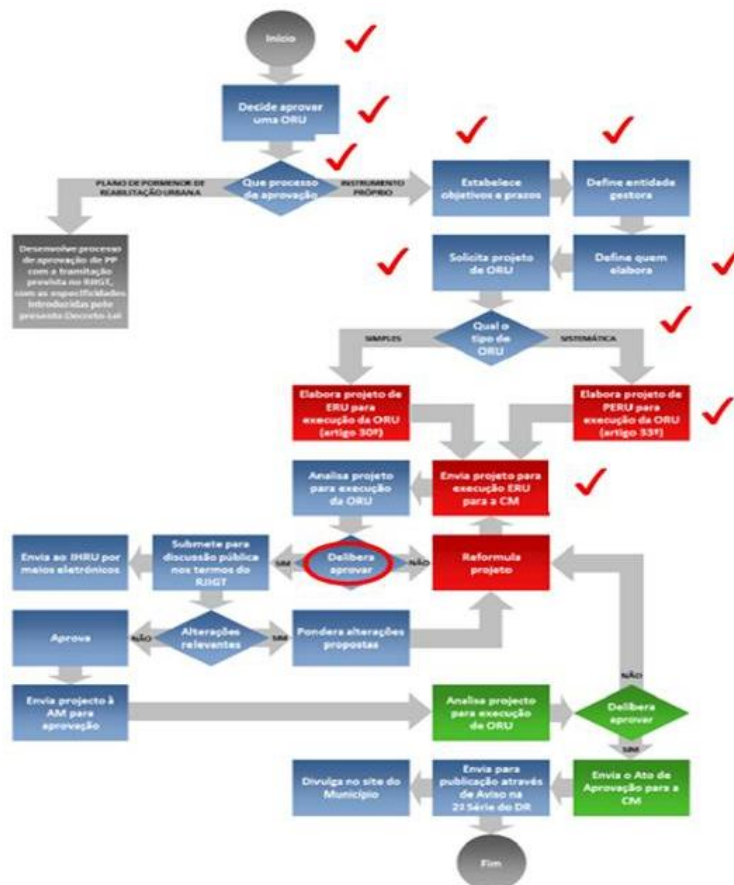 Início
Decide aprovar
uma ORU
PLANO DE PORMENOR DE
REABILITAÇÃO URBANA
Que processo
de aprovação
INSTRUMENTO
PRÓPRIO
Estabelece
objetivos e prazos
Define entidade
gestora
Desenvolve processo
de aprovação de PP
com a tramitação
prevista no RJIGT,
com as especificidades
introduzidas pelo
presente Decreto-Lei
Solicita projeto
de ORU
Define quem
elabora
Qual o
tipo de
ORU
SIMPLES
SISTEMÁTICA
Elabora projeto de
ERU para
execução da ORU
(artigo 30º)
Elabora projeto de
PERU para
execução da ORU
(artigo 33º)
Analisa projeto
para execução
da ORU
Envia projeto para
execução ERU
para a CM
Envia ao IHRU por
meios eletrónicos
Submete para
discussão pública
nos termos do
RJIGT
SIM
Delibera
aprovar
NÃO
Reformula
projeto
Aprova
NÃO
Alterações
relevantes
SIM
Pondera alterações
propostas
NÃO
Envia projecto à
AM para
aprovação
Analisa projecto
para execução
de ORU
Delibera
aprovar
SIM
Divulga no site do
Município
Envia para
publicação através
de Aviso na
2ª Série do DR
Envia o Ato de
Aprovação para a
CM
Fim